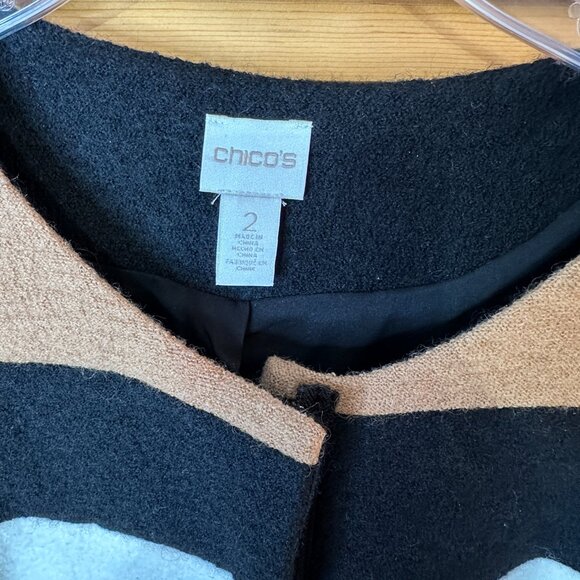 chico's
2
MADE IN
CHINA
HECHO EN
CHINA
FABRIQUÉ EN
CHINE